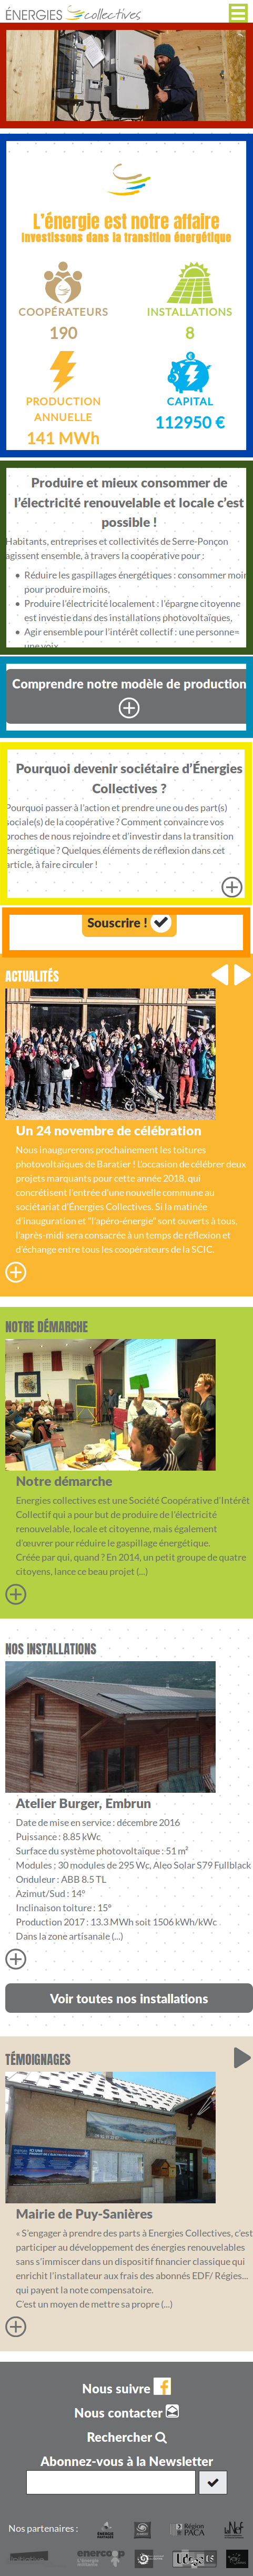 ÉNERGIES collectives
L'énergie est notre affaire
Investissons dans la transition énergétique
COOPÉRATEURS
190
INSTALLATIONS
8
PRODUCTION
ANNUELLE
141 MWh
CAPITAL
112950 €
Produire et mieux consommer de
l'électricité renouvelable et locale c'est
possible !
Habitants, entreprises et collectivités de Serre-Ponçon
agissent ensemble, à travers la coopérative pour :
Réduire les gaspillages énergétiques : consommer moins
pour produire moins,
Produire l'électricité localement : l'épargne citoyenne
est investie dans des installations photovoltaïques,
Agir ensemble pour l'intérêt collectif : une personne=
une voix
Comprendre notre modèle de production
Pourquoi devenir sociétaire d'Énergies
Collectives ?
Pourquoi passer à l'action et prendre une ou des part(s)
sociale(s) de la coopérative ? Comment convaincre vos
proches de nous rejoindre et d'investir dans la transition
énergétique ? Quelques éléments de réflexion dans cet
article, à faire circuler !
Souscrire !
ACTUALITÉS
Un 24 novembre de célébration
Nous inaugurerons prochainement les toitures
photovoltaïques de Baratier ! L'occasion de célébrer deux
projets marquants pour cette année 2018, qui
concrétisent l'entrée d'une nouvelle commune au
sociétariat d'Énergies Collectives. Si la matinée
d'inauguration et "l'apéro-énergie" sont ouverts à tous,
l'après-midi sera consacrée à un temps de réflexion et
d'échange entre tous les coopérateurs de la SCIC.
NOTRE DÉMARCHE
Notre démarche
Energies collectives est une Société Coopérative d'Intérêt
Collectif qui a pour but de produire de l'électricité
renouvelable, locale et citoyenne, mais également
d'œuvrer pour réduire le gaspillage énergétique.
Créée par qui, quand ? En 2014, un petit groupe de quatre
citoyens, lance ce beau projet (...)
NOS INSTALLATIONS
Atelier Burger, Embrun
Date de mise en service : décembre 2016
Puissance : 8.85 kWc
Surface du système photovoltaïque : 51 m²
Modules : 30 modules de 295 Wc, Aleo Solar S79 Fullblack
Onduleur : ABB 8.5 TL
Azimut/Sud : 14°
Inclinaison toiture : 15°
Production 2017 : 13.3 MWh soit 1506 kWh/kWc
Dans la zone artisanale (...)
Voir toutes nos installations
TÉMOIGNAGES
Mairie de Puy-Sanières
« S'engager à prendre des parts à Energies Collectives, c'est
participer au développement des énergies renouvelables
sans s'immiscer dans un dispositif financier classique qui
enrichit l'installateur aux frais des abonnés EDF/ Régies...
qui payent la note compensatoire.
C'est un moyen de mettre sa propre (...)
Nous suivre
Nous contacter
Rechercher
Abonnez-vous à la Newsletter
Nos partenaires :
ENERGIE PARTAGÉE
Région PACA
enercoop